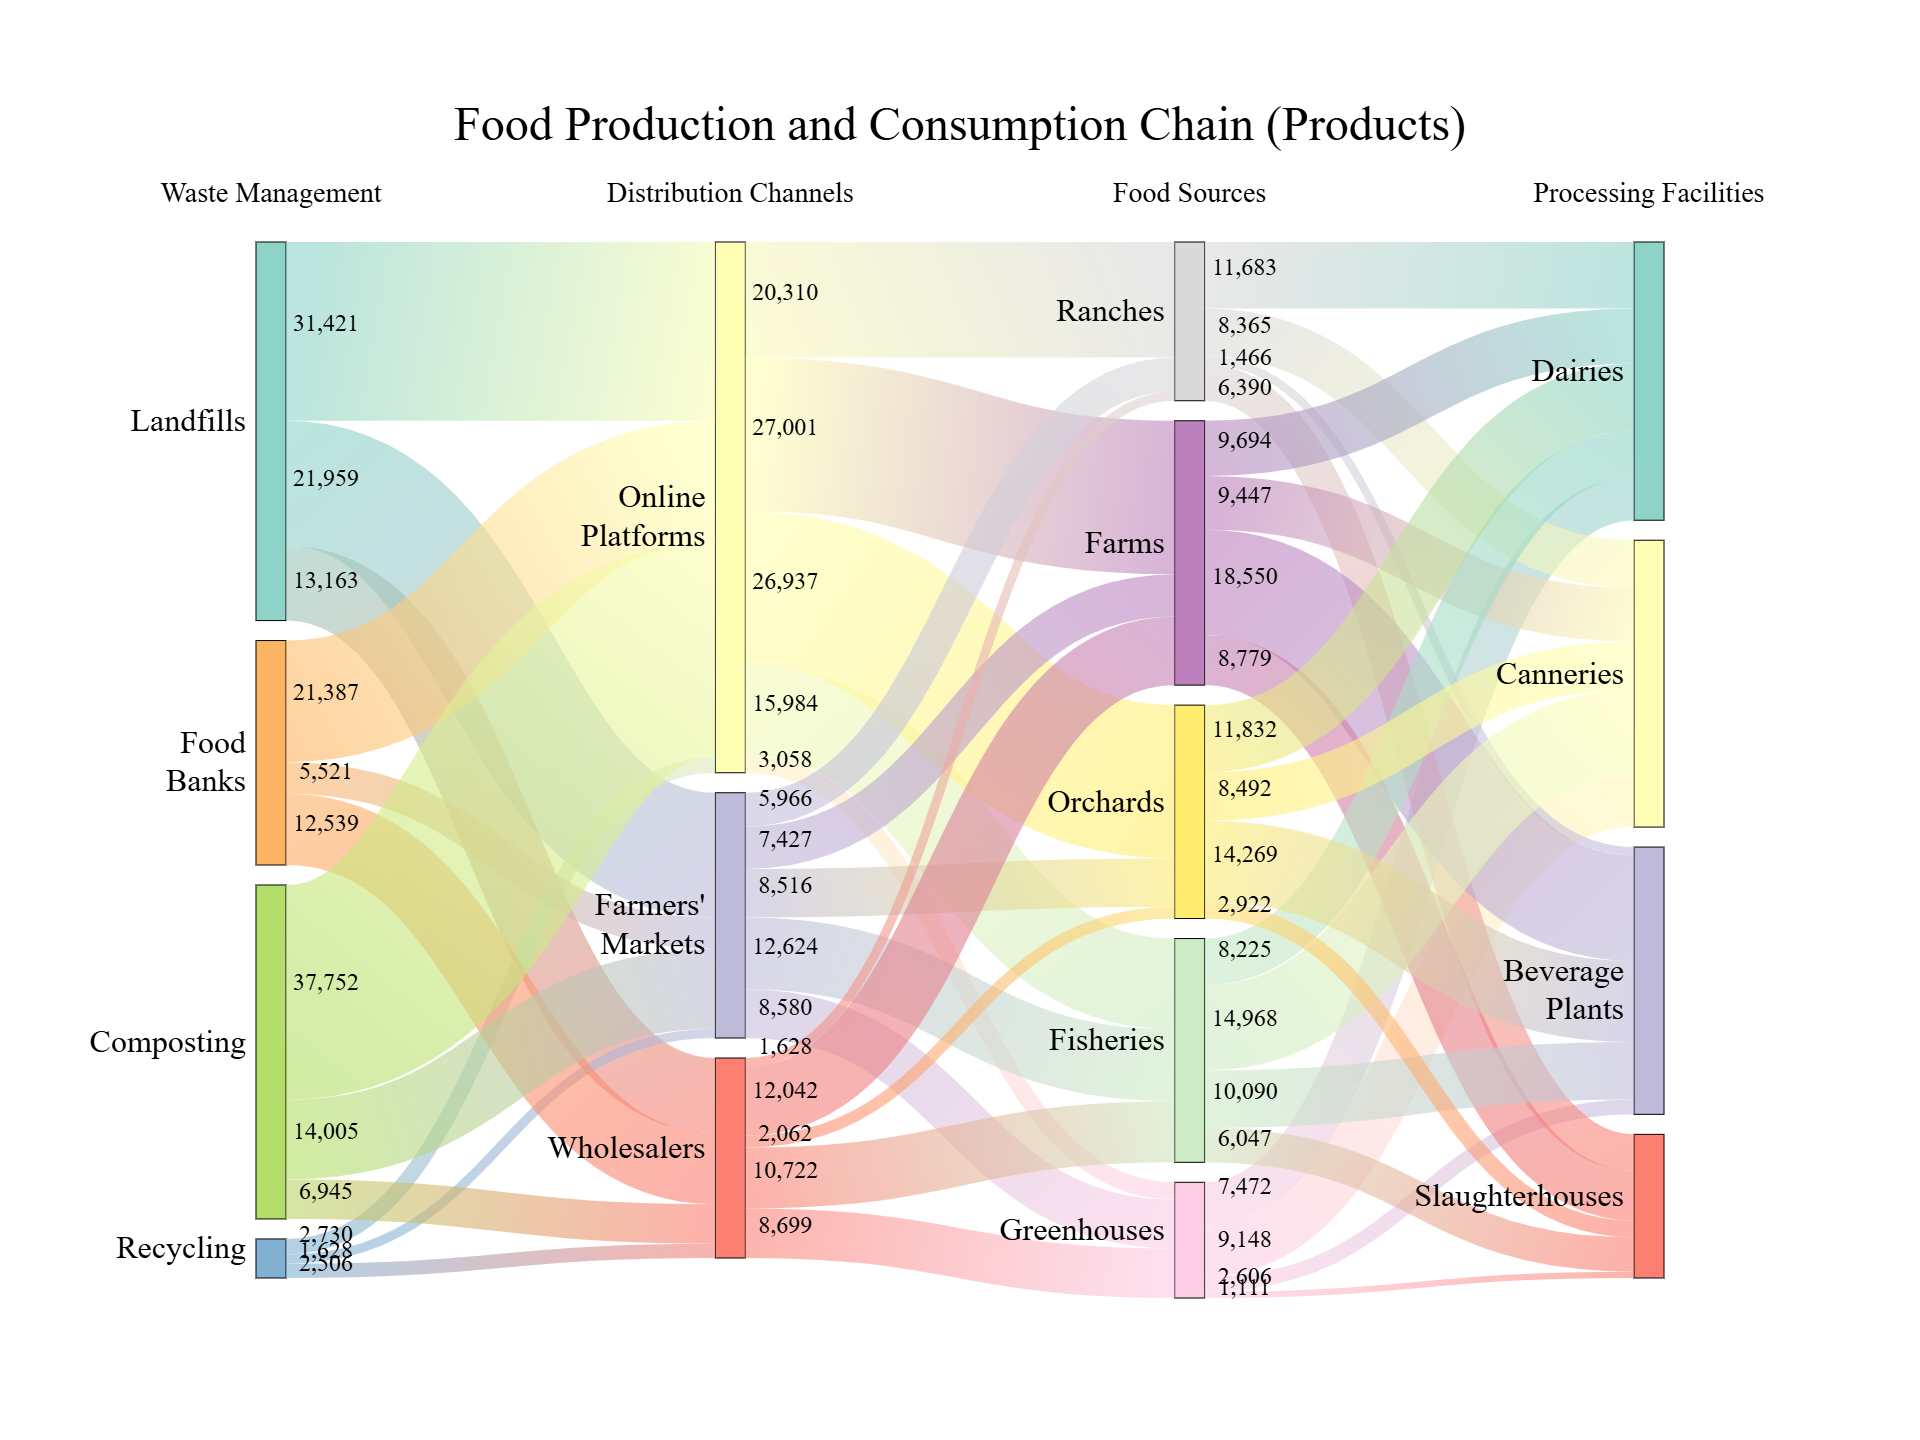 Food Production and Consumption Chain (Products)
Waste Management
Distribution Channels
Food Sources
Processing Facilities
Landfills
31,421
21,959
13,163
Food
Banks
21,387
5,521
12,539
Composting
37,752
14,005
6,945
Recycling
2,730
1,628
2,506
Online
Platforms
20,310
27,001
26,937
15,984
3,058
Farmers'
Markets
5,966
7,427
8,516
12,624
8,580
Wholesalers
1,628
12,042
2,062
10,722
8,699
Ranches
11,683
8,365
1,466
6,390
Farms
9,694
9,447
18,550
8,779
Orchards
11,832
8,492
14,269
2,922
Fisheries
8,225
14,968
10,090
6,047
Greenhouses
7,472
9,148
2,606
1,111
Dairies
Canneries
Beverage
Plants
Slaughterhouses